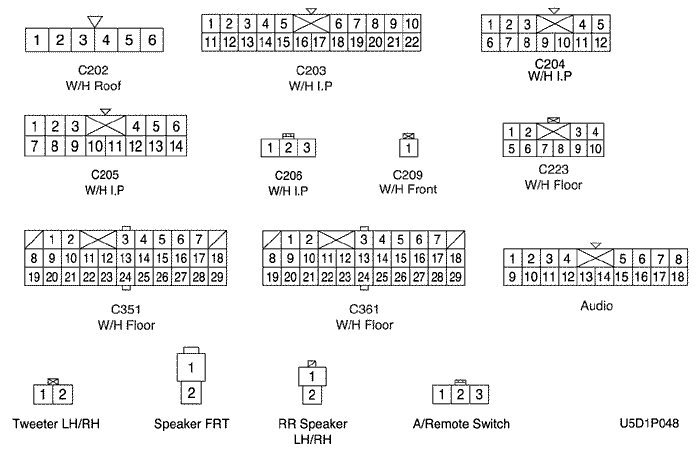 1 2 3 4 5 6
C202
W/H Roof
1 2 3 4 5 6 7 8 9 10
11 12 13 14 15 16 17 18 19 20 21 22
C203
W/H I.P
1 2 3 4 5
6 7 8 9 10 11 12
C204
W/H I.P
1 2 3 4 5 6
7 8 9 10 11 12 13 14
C205
W/H I.P
1 2 3
C206
W/H I.P
1
C209
W/H Front
1 2 3 4
5 6 7 8 9 10
C223
W/H Floor
1 2 3 4 5 6 7
8 9 10 11 12 13 14 15 16 17 18
19 20 21 22 23 24 25 26 27 28 29
C351
W/H Floor
1 2 3 4 5 6 7
8 9 10 11 12 13 14 15 16 17 18
19 20 21 22 23 24 25 26 27 28 29
C361
W/H Floor
1 2 3 4 5 6 7 8
9 10 11 12 13 14 15 16 17 18
Audio
1 2
Tweeter LH/RH
1
2
Speaker FRT
1
2
RR Speaker
LH/RH
1 2 3
A/Remote Switch
U5D1P048